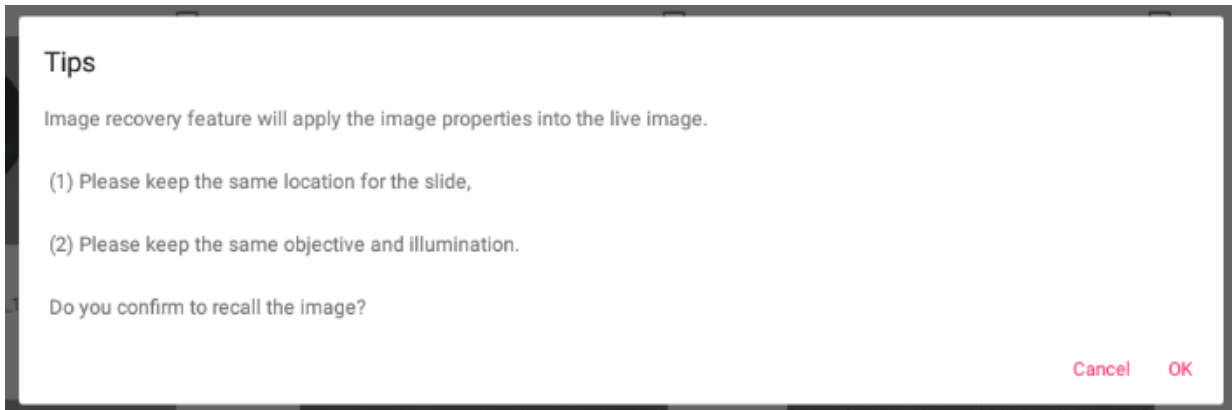 Tips
Image recovery feature will apply the image properties into the live image.
(1) Please keep the same location for the slide,
(2) Please keep the same objective and illumination.
Do you confirm to recall the image?
Cancel OK